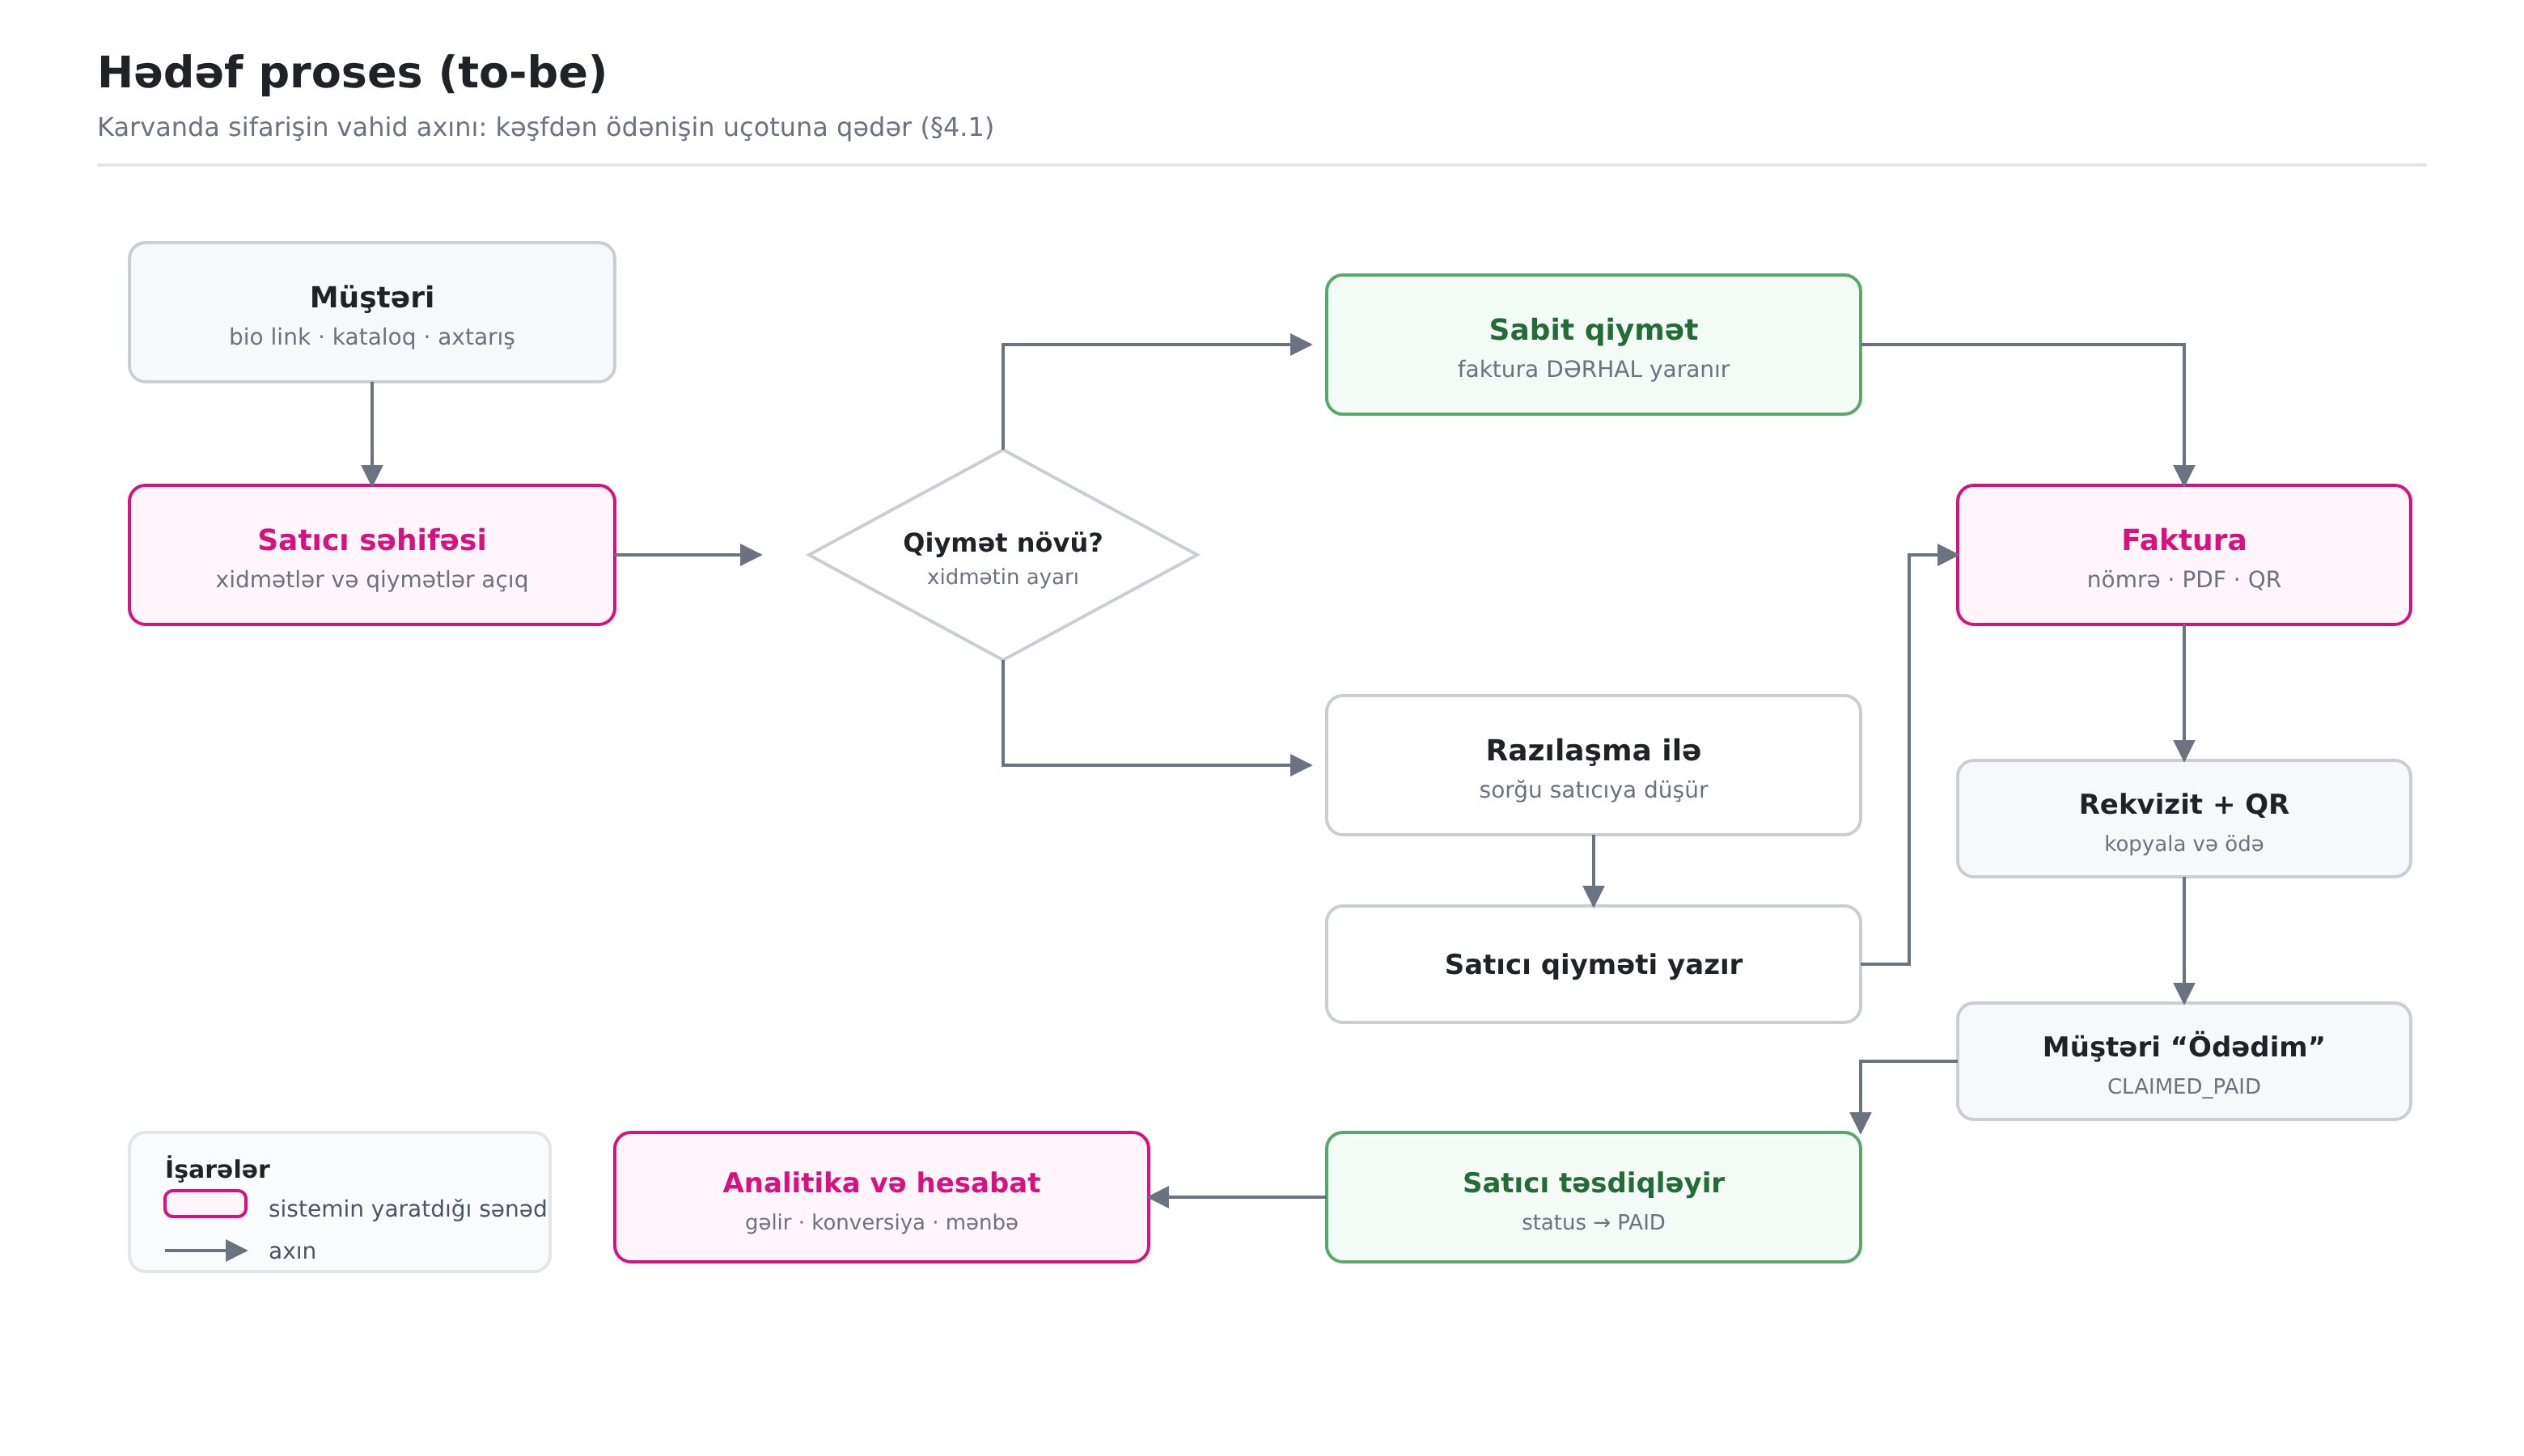 Hədəf proses (to-be)
Karvanda sifarişin vahid axını: kəşfdən ödənişin uçotuna qədər (§4.1)
Müştəri
bio link · kataloq · axtarış
Satıcı səhifəsi
xidmətlər və qiymətlər açıq
Qiymət növü?
xidmətin ayarı
Sabit qiymət
faktura DƏRHAL yaranır
Razılaşma ilə
sorğu satıcıya düşür
Satıcı qiyməti yazır
Faktura
nömrə · PDF · QR
Rekvizit + QR
kopyala və ödə
Müştəri “Ödədim”
CLAIMED_PAID
Satıcı təsdiqləyir
status → PAID
Analitika və hesabat
gəlir · konversiya · mənbə
İşarələr
sistemin yaratdığı sənəd
axın